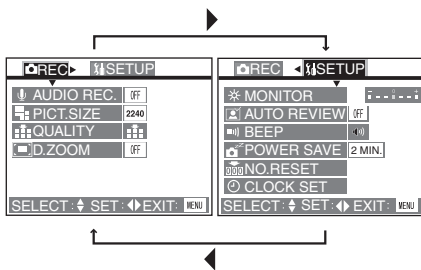 REC SETUP
AUDIO REC. OFF
PICT.SIZE 2240
QUALITY
D.ZOOM OFF
SELECT: SET: EXIT: MENU
REC SETUP
MONITOR
AUTO REVIEW OFF
BEEP
POWER SAVE 2 MIN.
000 NO.RESET
CLOCK SET
SELECT: SET: EXIT: MENU